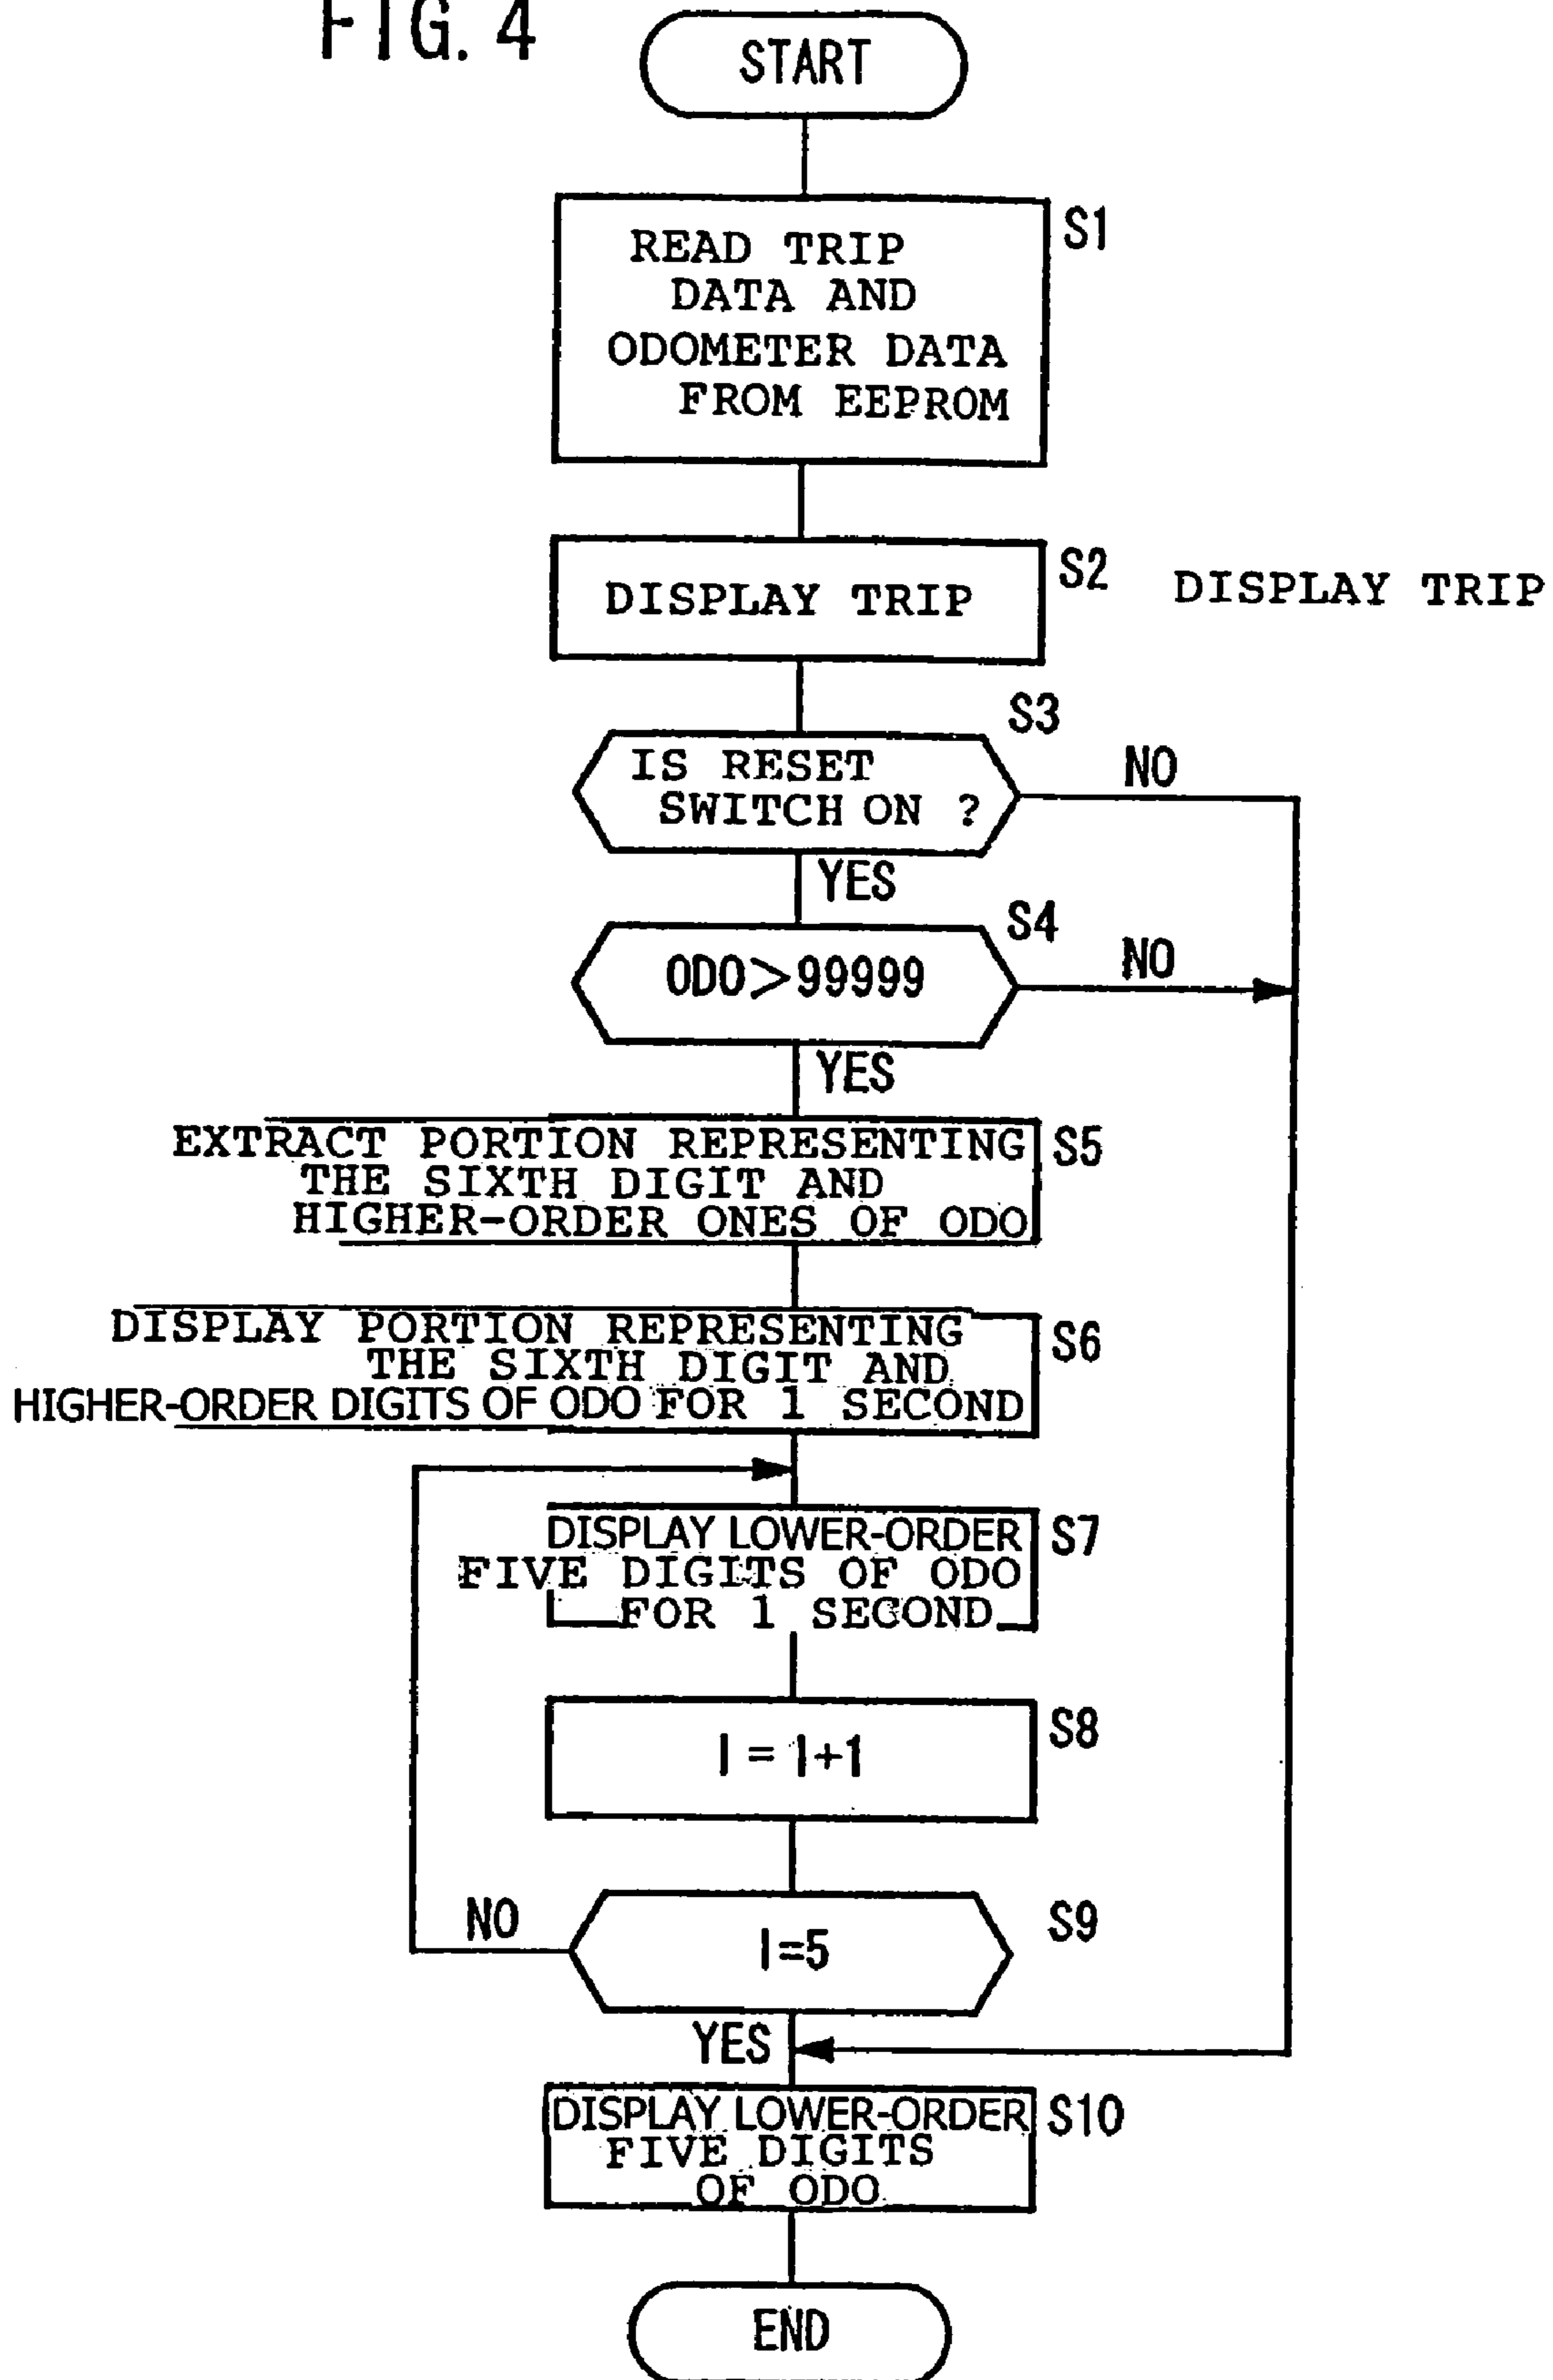 FIG. 4
START
READ TRIP
DATA AND
ODOMETER DATA
FROM EEPROM
S1
DISPLAY TRIP
S2
DISPLAY TRIP
S3
IS RESET
SWITCH ON ?
NO
YES
S4
ODO>99999
NO
YES
EXTRACT PORTION REPRESENTING
THE SIXTH DIGIT AND
HIGHER-ORDER ONES OF ODO
S5
DISPLAY PORTION REPRESENTING
THE SIXTH DIGIT AND
HIGHER-ORDER DIGITS OF ODO FOR 1 SECOND
S6
DISPLAY LOWER-ORDER
FIVE DIGITS OF ODO
FOR 1 SECOND
S7
I = I+1
S8
NO
I=5
S9
YES
DISPLAY LOWER-ORDER
FIVE DIGITS
OF ODO
S10
END